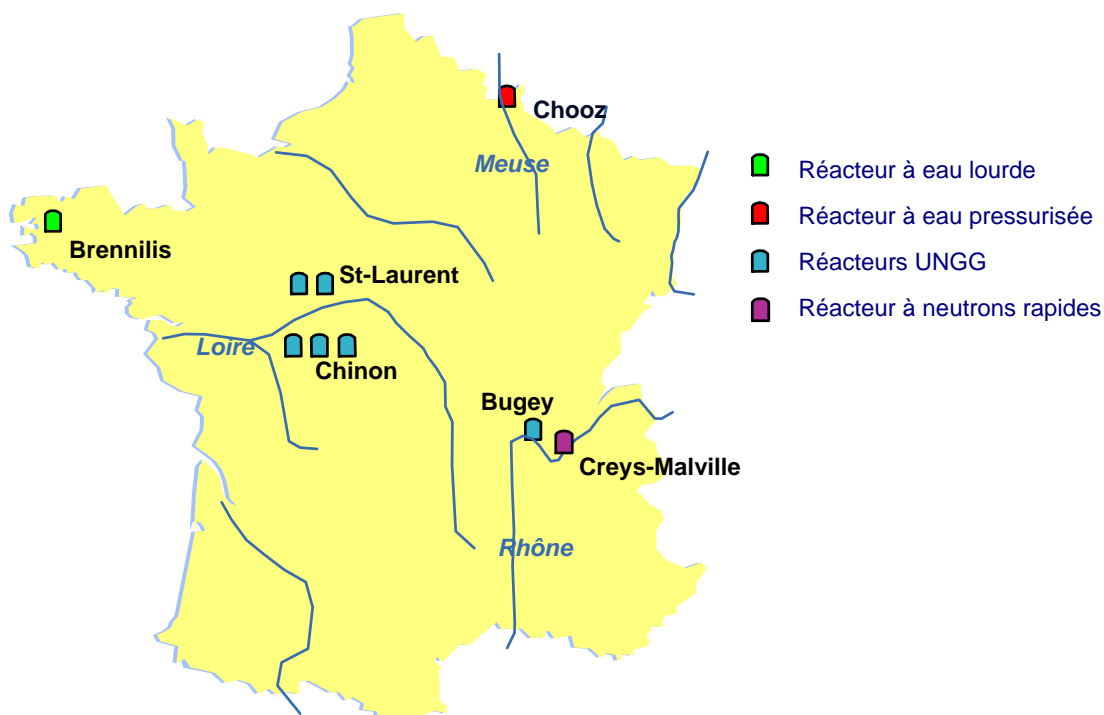 Chooz
Meuse
Brennilis
St-Laurent
Loire
Chinon
Bugey
Creys-Malville
Rhône
Réacteur à eau lourde
Réacteur à eau pressurisée
Réacteurs UNGG
Réacteur à neutrons rapides